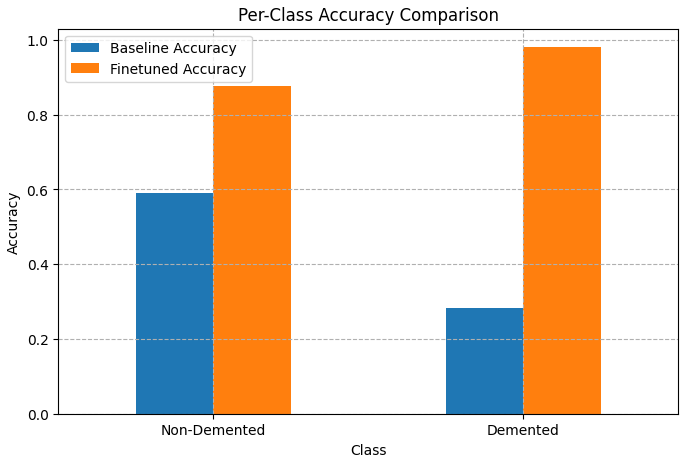 Per-Class Accuracy Comparison
Baseline Accuracy
Finetuned Accuracy
1.0
0.8
0.6
0.4
0.2
0.0
Accuracy
Non-Demented
Demented
Class